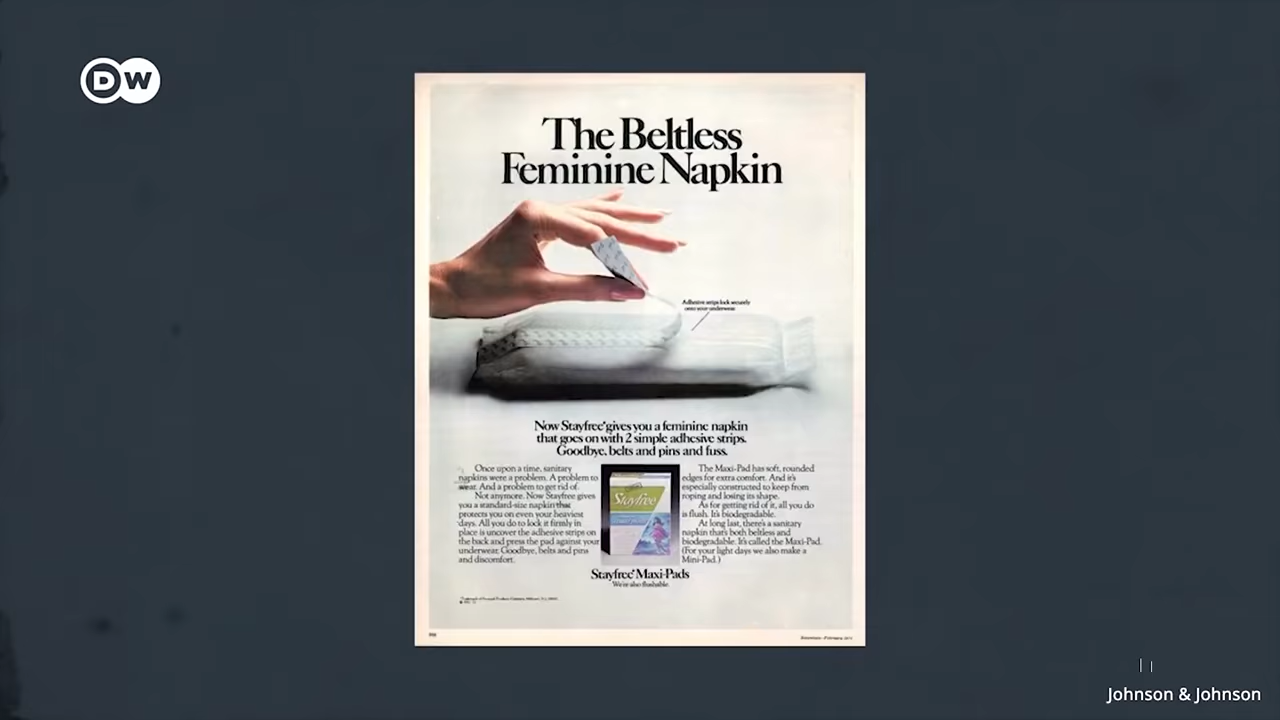 DW
The Beltless
Feminine Napkin
Adhesive strips lock securely
onto your underwear
Now Stayfree® gives you a feminine napkin
that goes on with 2 simple adhesive strips.
Goodbye, belts and pins and fuss.
Once upon a time, sanitary
napkins were a problem. A problem to
wear. And a problem to get rid of.
Not anymore. Now Stayfree gives
you a standard-size napkin that
protects you on even your heaviest
days. All you do to lock it firmly in
place is uncover the adhesive strips on
the back and press the pad against your
underwear. Goodbye, belts and pins
and discomfort.
Stayfree
The Maxi-Pad has soft, rounded
edges for extra comfort. And it's
especially constructed to keep from
roping and losing its shape.
As for getting rid of it, all you do
is flush. It's biodegradable.
At long last, there's a sanitary
napkin that's both beltless and
biodegradable. It's called the Maxi-Pad.
(For your light days we also make a
Mini-Pad.)
Stayfree® Maxi-Pads
We're also flushable.
Johnson & Johnson